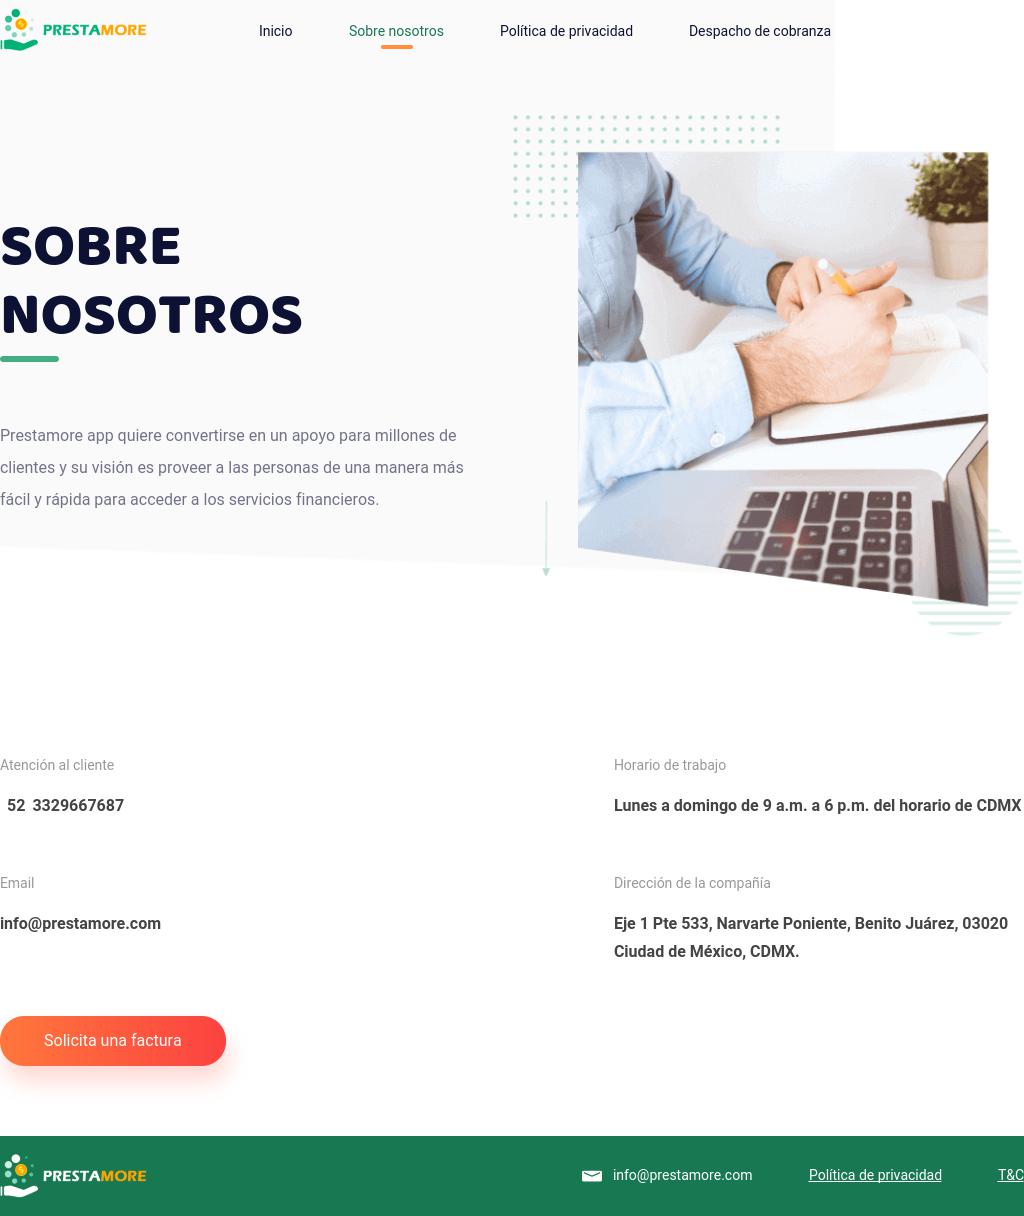 PRESTAMORE
Inicio
Sobre nosotros
Política de privacidad
Despacho de cobranza
SOBRE
NOSOTROS
Prestamore app quiere convertirse en un apoyo para millones de
clientes y su visión es proveer a las personas de una manera más
fácil y rápida para acceder a los servicios financieros.
Atención al cliente
52 3329667687
Horario de trabajo
Lunes a domingo de 9 a.m. a 6 p.m. del horario de CDMX
Email
info@prestamore.com
Dirección de la compañía
Eje 1 Pte 533, Narvarte Poniente, Benito Juárez, 03020
Ciudad de México, CDMX.
Solicita una factura
PRESTAMORE
info@prestamore.com
Política de privacidad
T&C